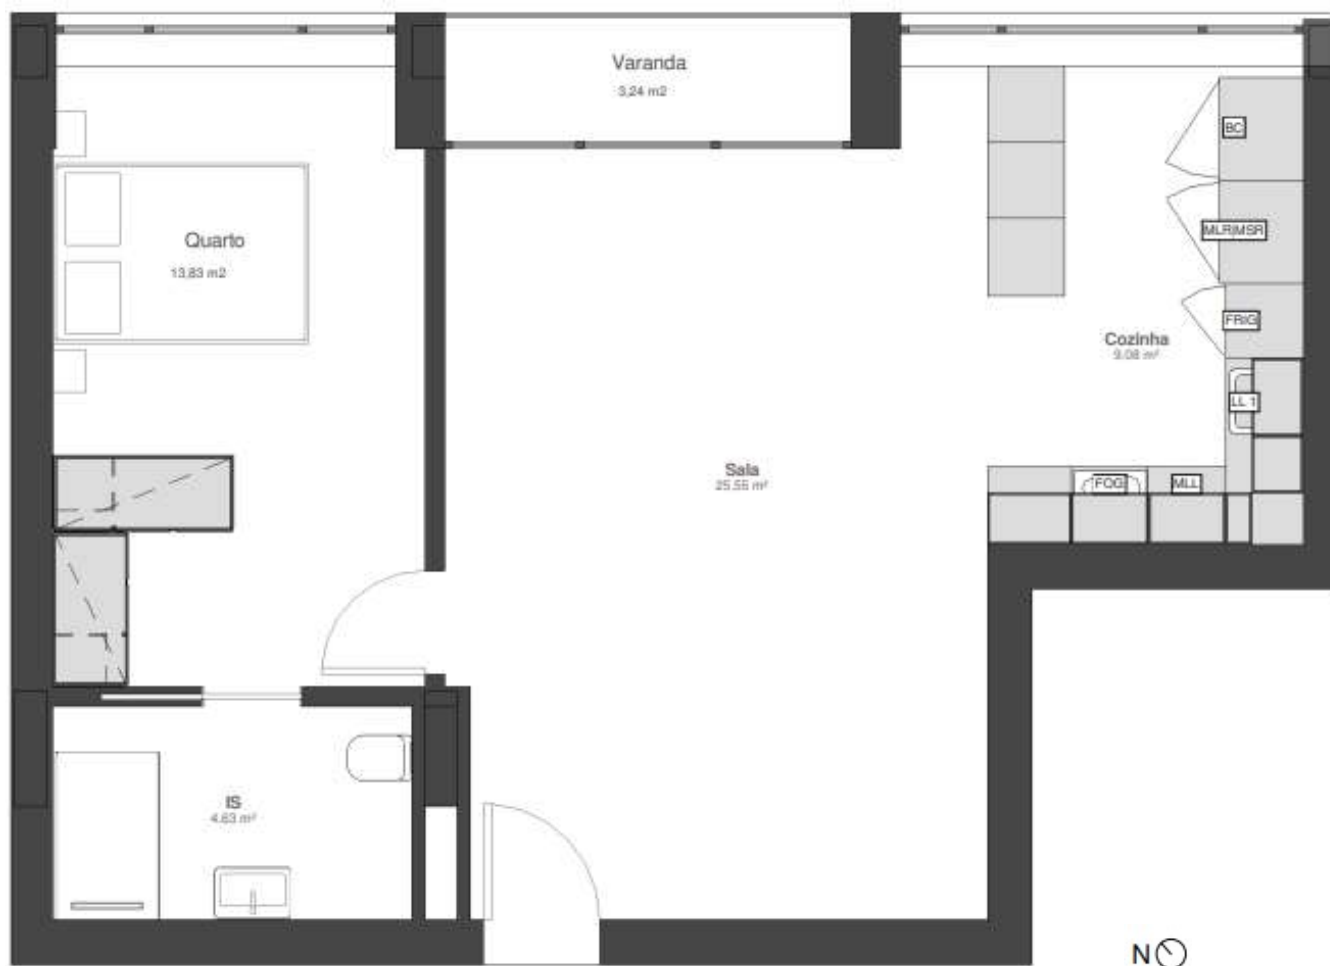 Varanda
3,24 m2
BC
Quarto
13,83 m2
MLR|MSR
FRIG
Cozinha
9.08 m²
LL 1
Sala
25.55 m²
FOG
MLL
IS
4.63 m²
N